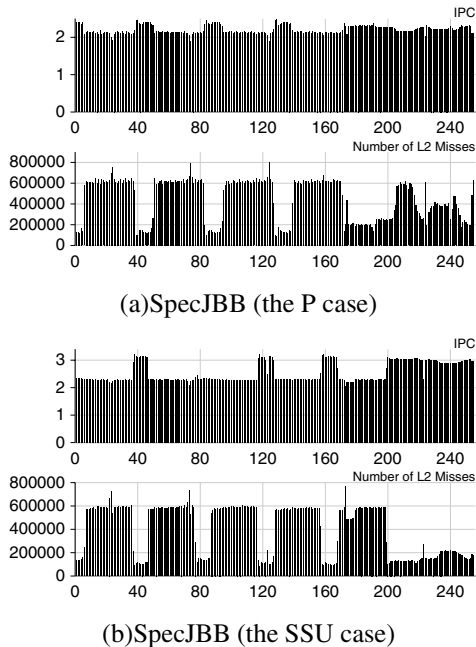 IPC
2
1
0
0 40 80 120 160 200 240
Number of L2 Misses
800000
600000
400000
200000
0
0 40 80 120 160 200 240
(a)SpecJBB (the P case)
IPC
3
2
1
0
0 40 80 120 160 200 240
Number of L2 Misses
800000
600000
400000
200000
0
0 40 80 120 160 200 240
(b)SpecJBB (the SSU case)